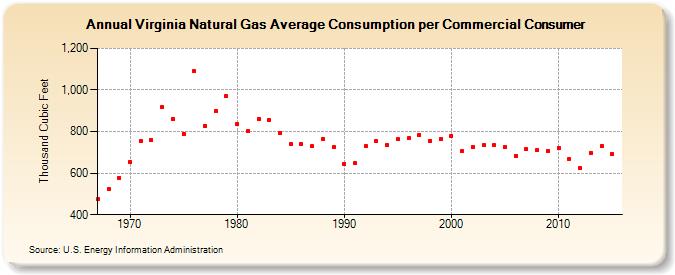 Annual Virginia Natural Gas Average Consumption per Commercial Consumer
Thousand Cubic Feet
1,200
1,000
800
600
400
1970 1980 1990 2000 2010
Source: U.S. Energy Information Administration